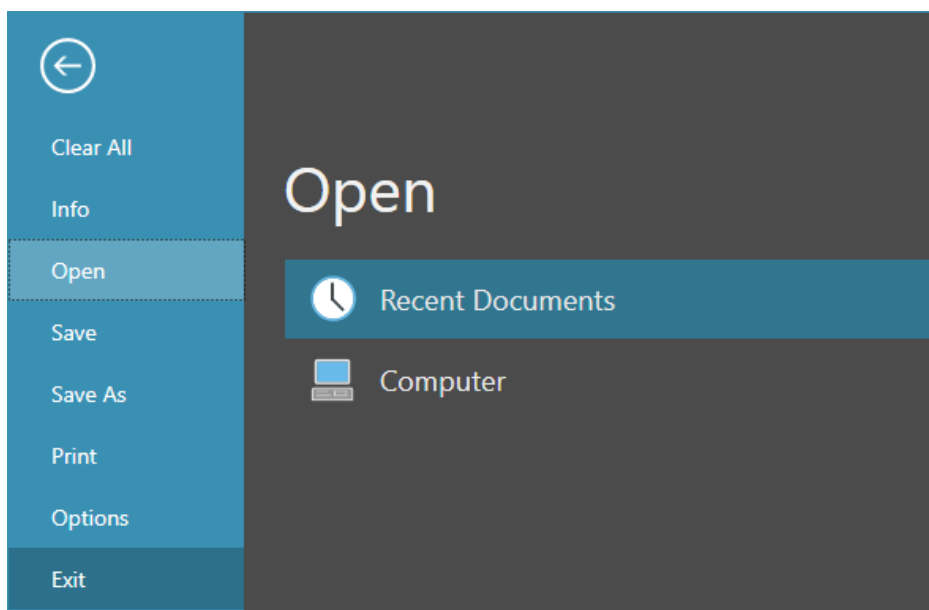 Clear All
Info
Open
Save
Save As
Print
Options
Exit
Open
Recent Documents
Computer